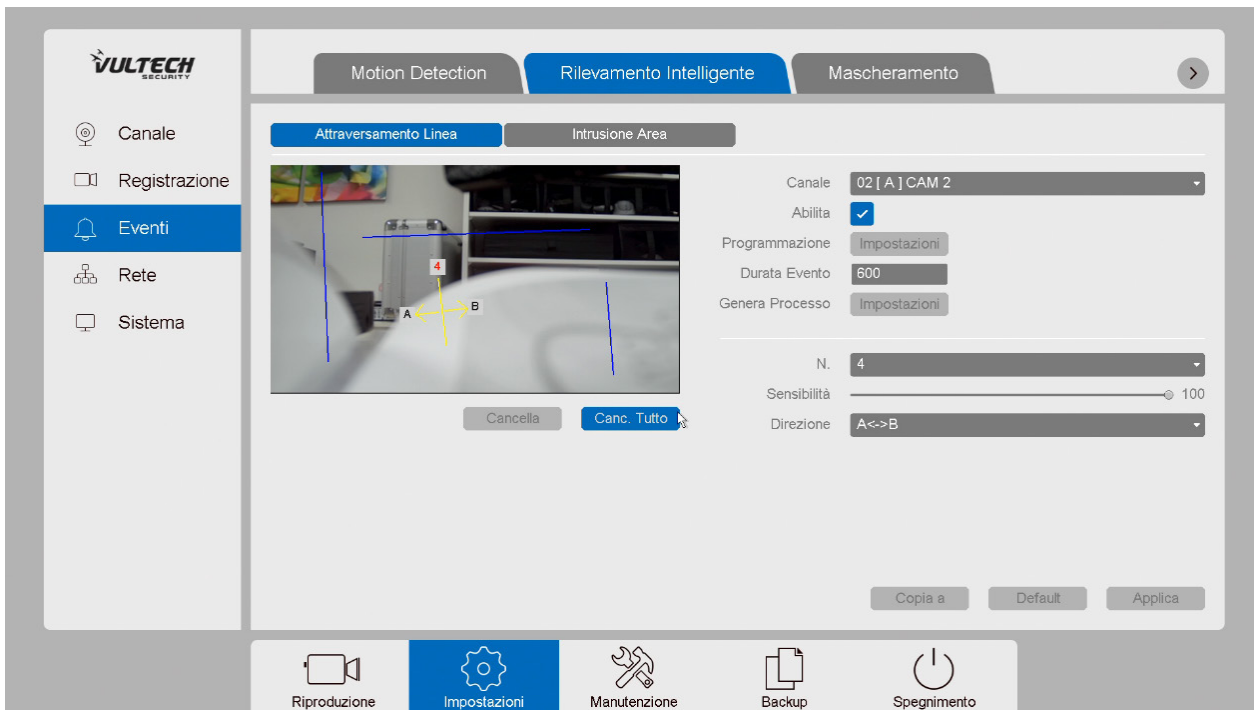 VULTECH
SECURITY
Motion Detection
Rilevamento Intelligente
Mascheramento
Canale
Registrazione
Eventi
Rete
Sistema
Attraversamento Linea
Intrusione Area
4
A
B
Cancella
Canc. Tutto
Canale 02 [ A ] CAM 2
Abilita
Programmazione Impostazioni
Durata Evento 600
Genera Processo Impostazioni
N. 4
Sensibilità 100
Direzione A<->B
Copia a
Default
Applica
Riproduzione
Impostazioni
Manutenzione
Backup
Spegnimento